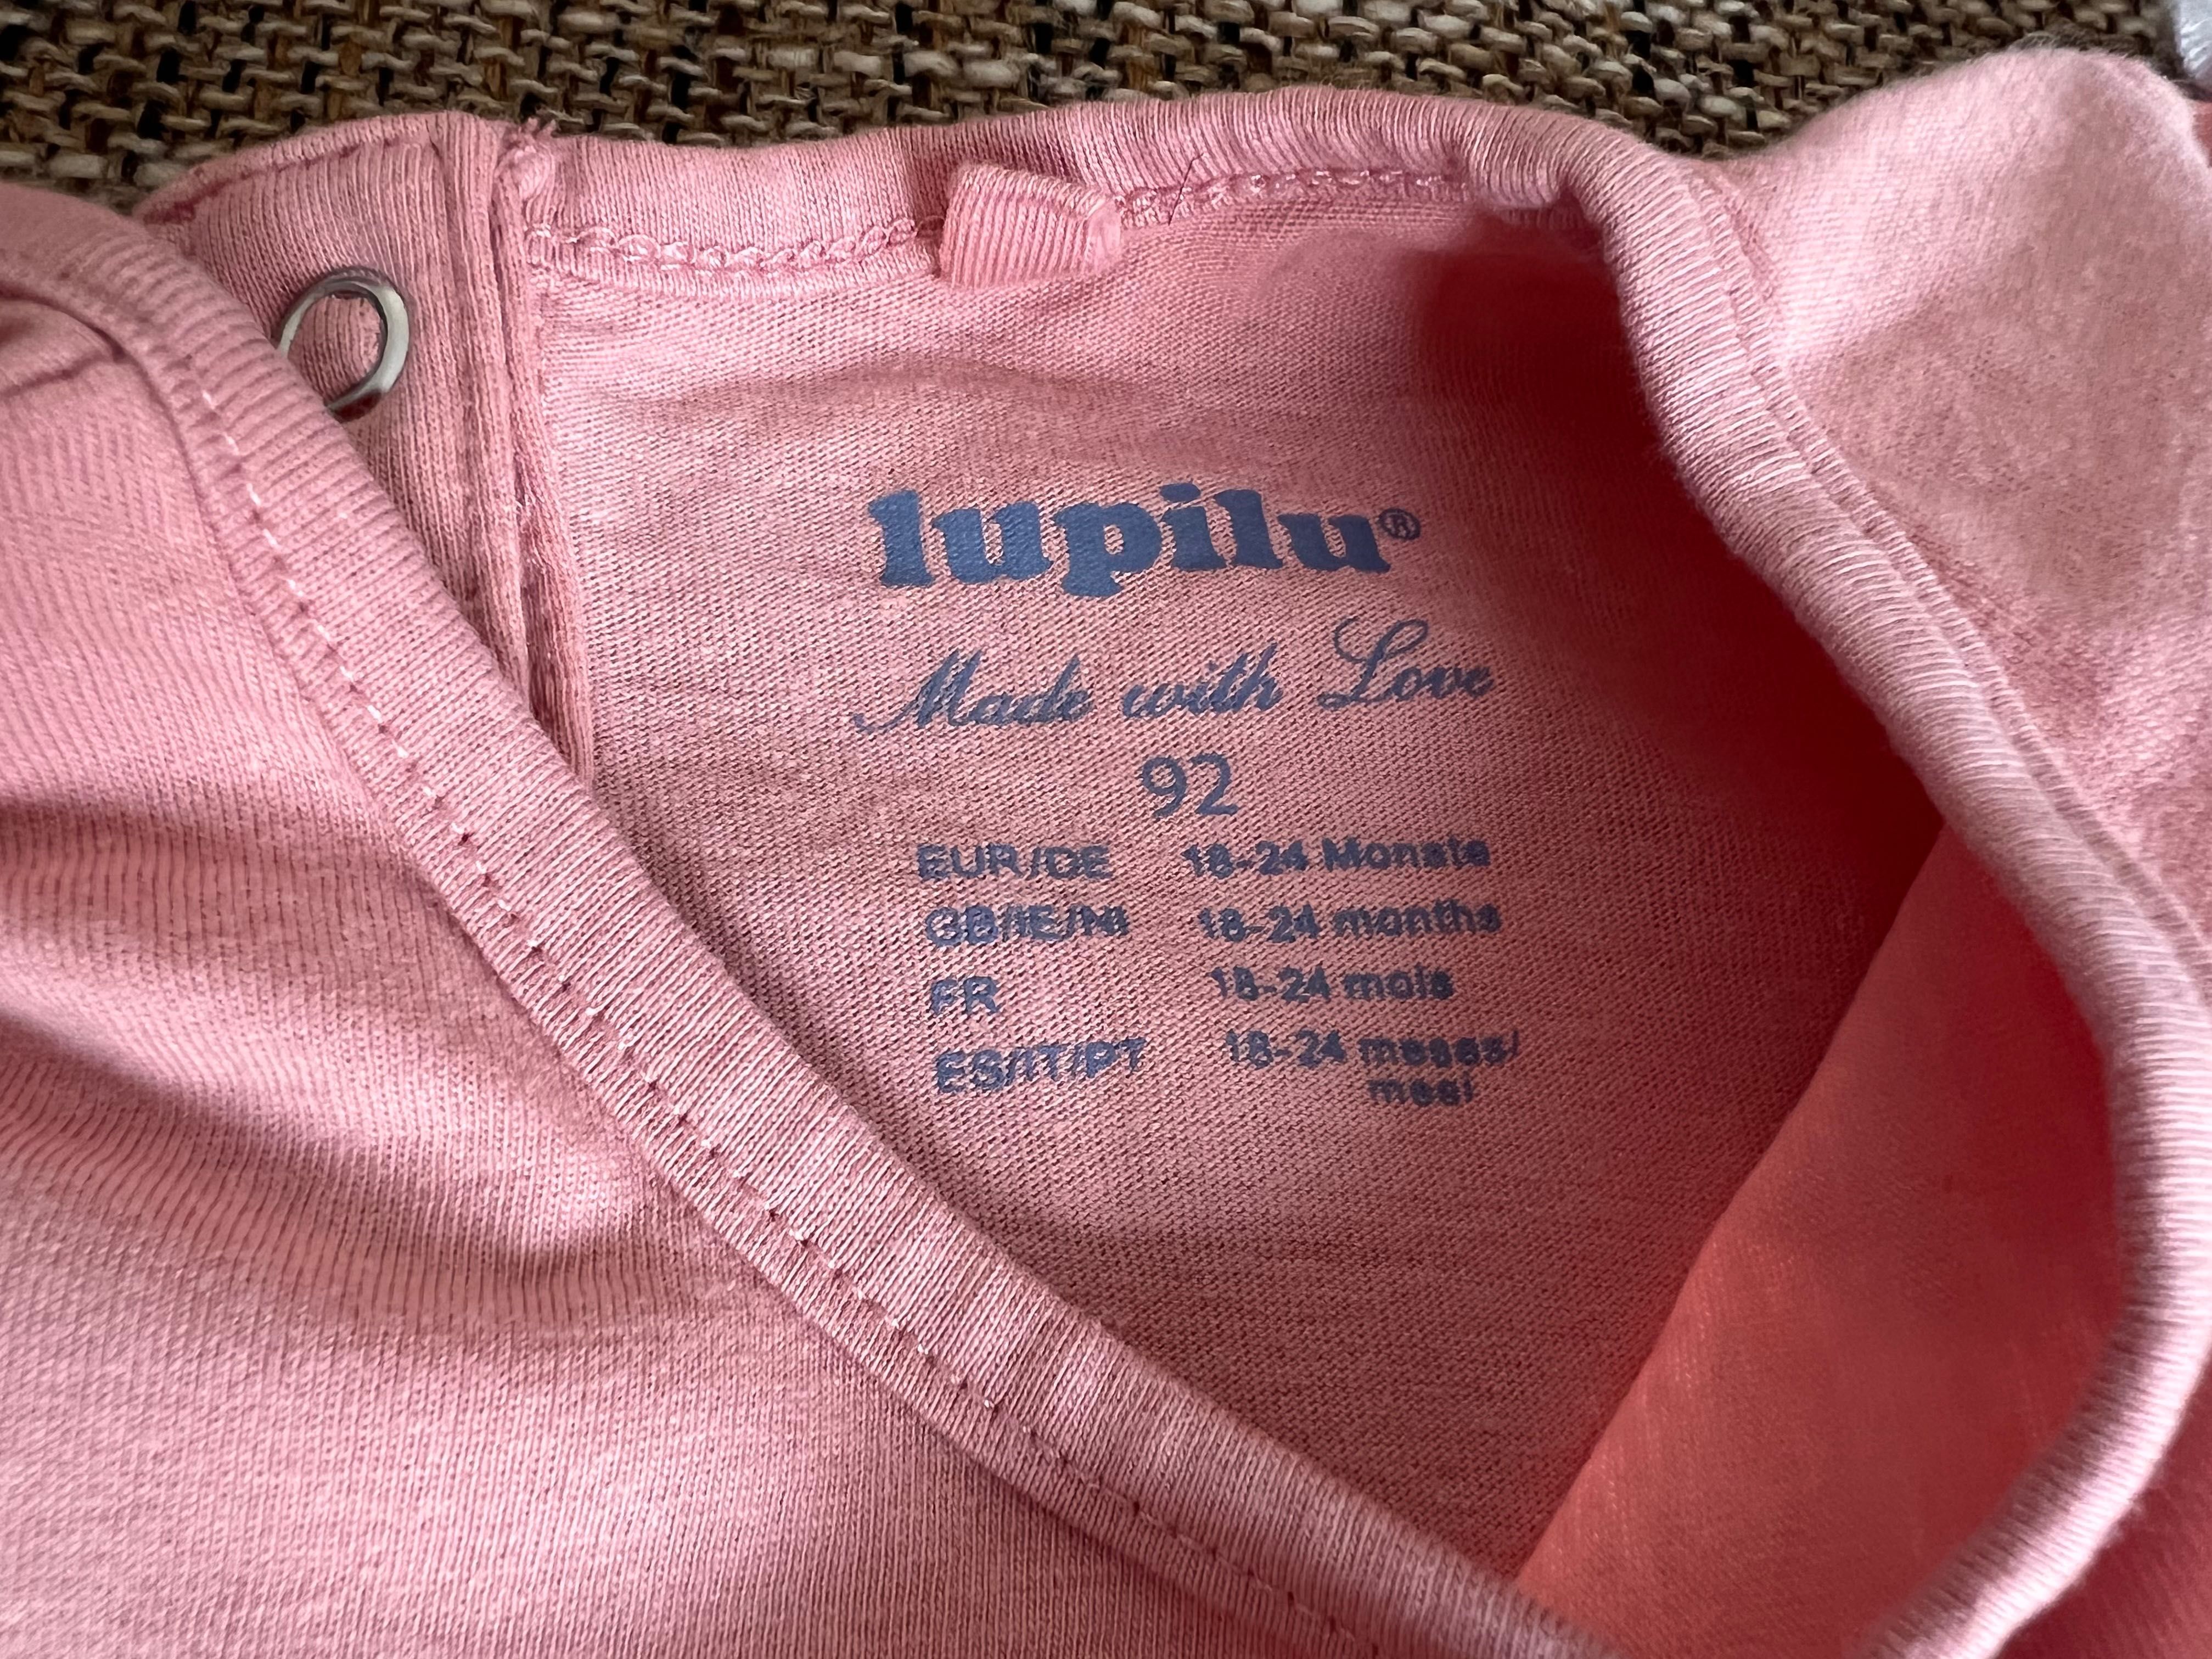 lupilu®
Made with Love
92
EUR/DE 18-24 Monate
GB/IE/NI 18-24 months
FR 18-24 mois
ES/IT/PT 18-24 meses/
mesi